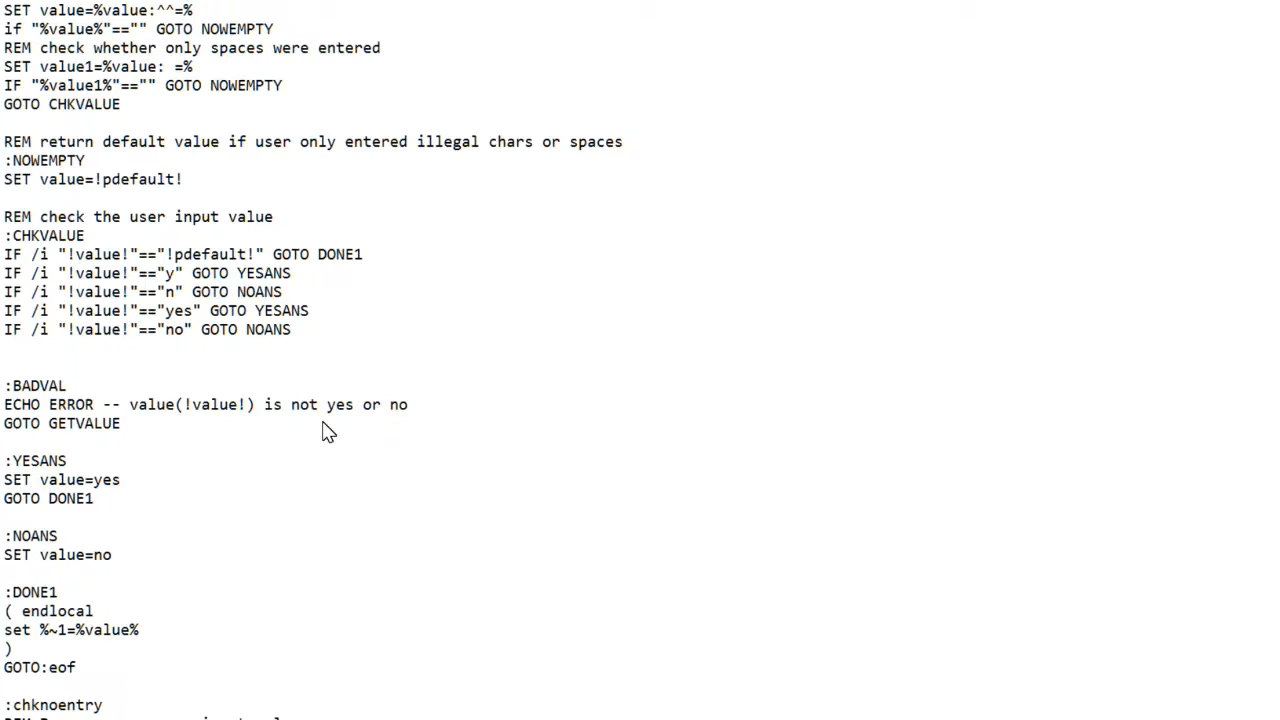 SET value=%value:^^=%
if "%value%"=="" GOTO NOWEMPTY
REM check whether only spaces were entered
SET value1=%value: =%
IF "%value1%"=="" GOTO NOWEMPTY
GOTO CHKVALUE
REM return default value if user only entered illegal chars or spaces
:NOWEMPTY
SET value=!pdefault!
REM check the user input value
:CHKVALUE
IF /i "!value!"=="!pdefault!" GOTO DONE1
IF /i "!value!"=="y" GOTO YESANS
IF /i "!value!"=="n" GOTO NOANS
IF /i "!value!"=="yes" GOTO YESANS
IF /i "!value!"=="no" GOTO NOANS
:BADVAL
ECHO ERROR -- value(!value!) is not yes or no
GOTO GETVALUE
:YESANS
SET value=yes
GOTO DONE1
:NOANS
SET value=no
:DONE1
( endlocal
set %~1=%value%
)
GOTO:eof
:chknoentry